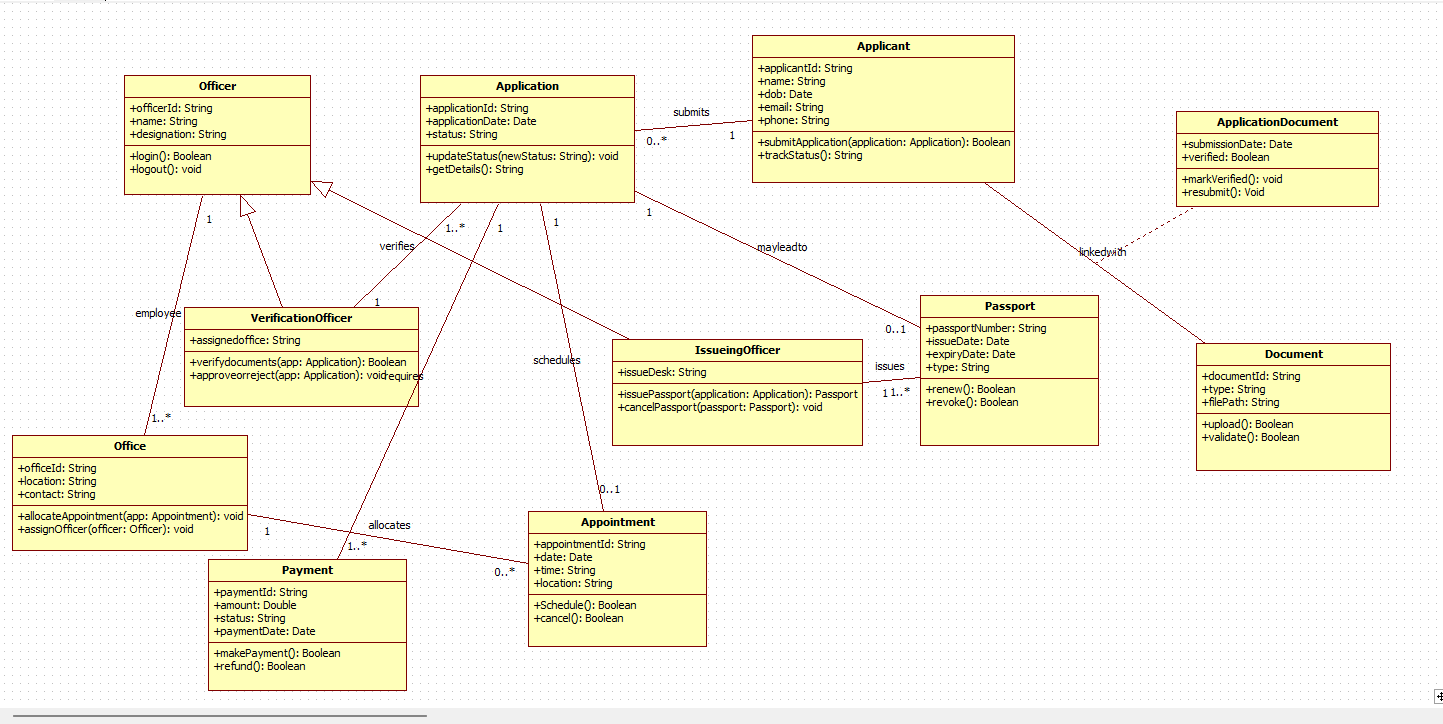 Officer
+officerId: String
+name: String
+designation: String
+login(): Boolean
+logout(): void
Application
+applicationId: String
+applicationDate: Date
+status: String
+updateStatus(newStatus: String): void
+getDetails(): String
Applicant
+applicantId: String
+name: String
+dob: Date
+email: String
+phone: String
+submitApplication(application: Application): Boolean
+trackStatus(): String
ApplicationDocument
+submissionDate: Date
+verified: Boolean
+markVerified(): void
+resubmit(): Void
submits
0..*
1
1
1..*
1
1
1
verifies
mayleadto
linkedwith
employee
1
0..1
VerificationOfficer
+assignedoffice: String
+verifydocuments(app: Application): Boolean
+approveorreject(app: Application): void
requires
schedules
IssueingOfficer
+issueDesk: String
+issuePassport(application: Application): Passport
+cancelPassport(passport: Passport): void
issues
1
1..*
Passport
+passportNumber: String
+issueDate: Date
+expiryDate: Date
+type: String
+renew(): Boolean
+revoke(): Boolean
Document
+documentId: String
+type: String
+filePath: String
+upload(): Boolean
+validate(): Boolean
1..*
Office
+officeId: String
+location: String
+contact: String
+allocateAppointment(app: Appointment): void
+assignOfficer(officer: Officer): void
1
allocates
0..*
1..*
0..1
Payment
+paymentId: String
+amount: Double
+status: String
+paymentDate: Date
+makePayment(): Boolean
+refund(): Boolean
Appointment
+appointmentId: String
+date: Date
+time: String
+location: String
+Schedule(): Boolean
+cancel(): Boolean